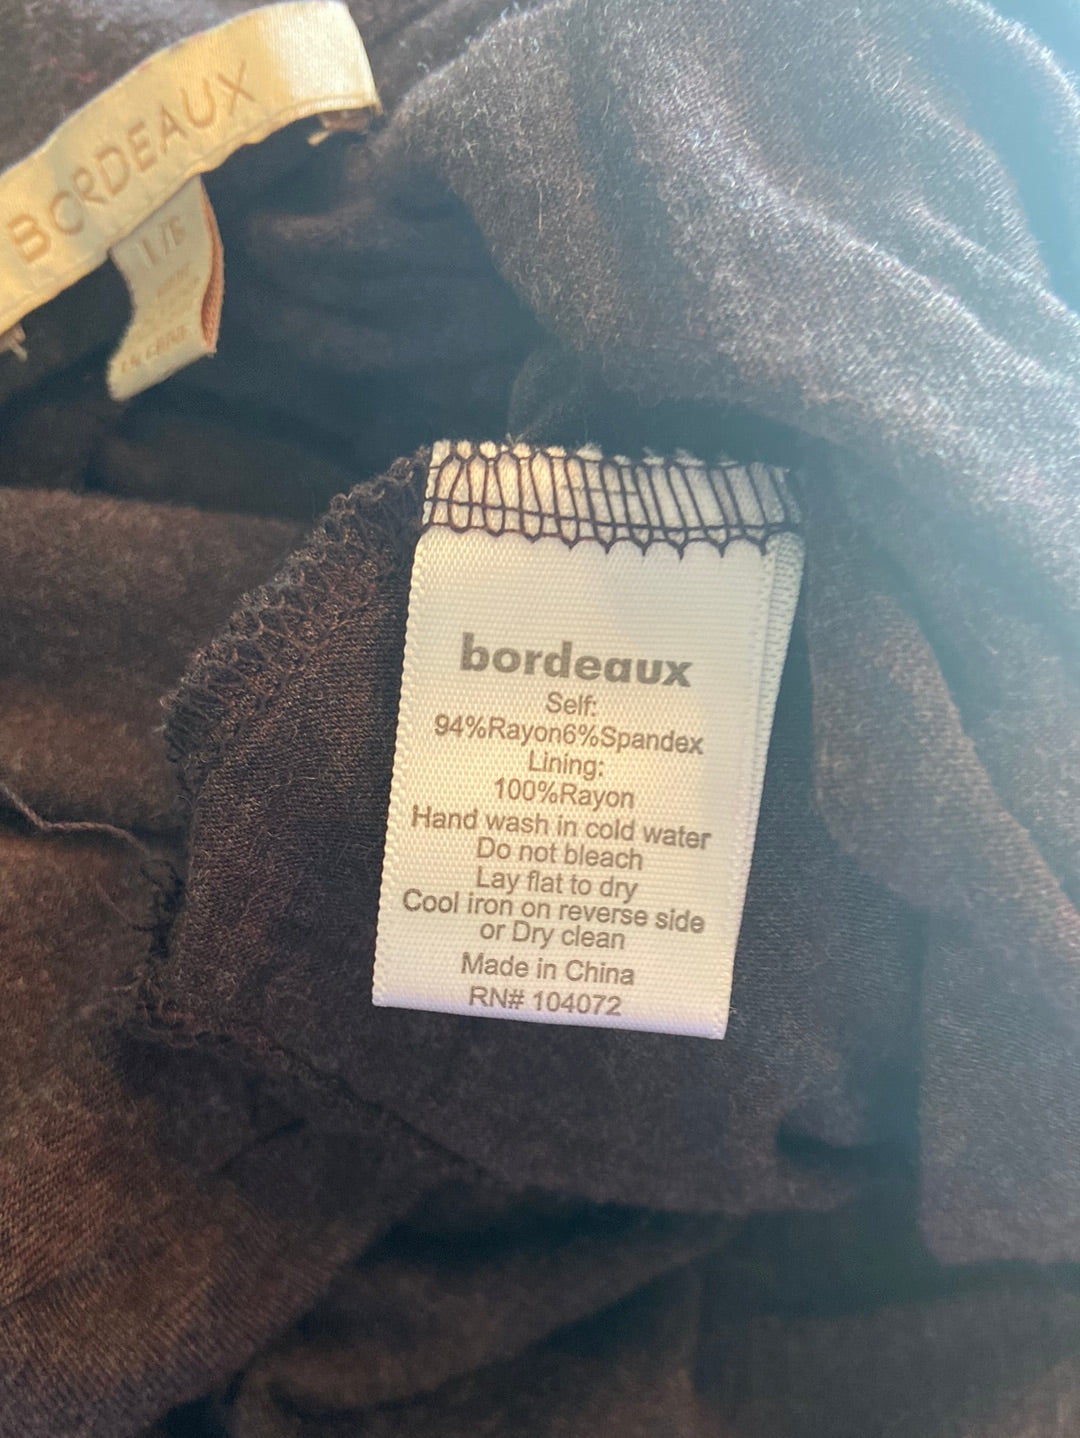 BORDEAUX
bordeaux
Self:
94%Rayon6%Spandex
Lining:
100%Rayon
Hand wash in cold water
Do not bleach
Lay flat to dry
Cool iron on reverse side
or Dry clean
Made in China
RN# 104072